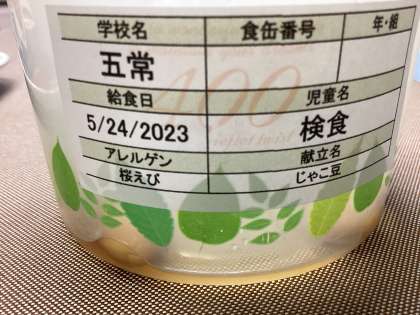 学校名 食缶番号 年・組
五常
給食日 児童名
5/24/2023 検食
アレルゲン 献立名
桜えび じゃこ豆
400